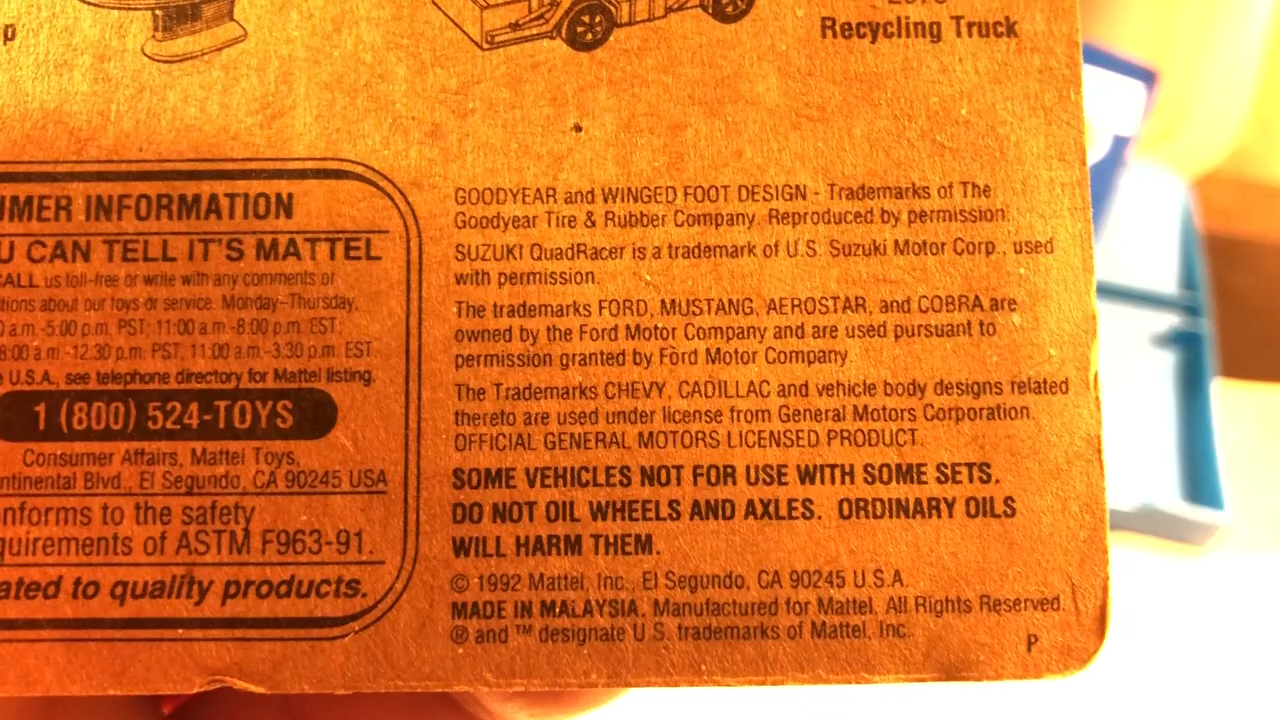 p
Recycling Truck
UMER INFORMATION
U CAN TELL IT'S MATTEL
CALL us toll-free or write with any comments or
tions about our toys or service. Monday–Thursday,
0 a.m.-5:00 p.m. PST; 11:00 a.m.-8:00 p.m. EST;
8:00 a.m.-12:30 p.m. PST, 11:00 a.m.-3:30 p.m. EST.
e U.S.A., see telephone directory for Mattel listing.
1 (800) 524-TOYS
Consumer Affairs, Mattel Toys,
ntinental Blvd., El Segundo, CA 90245 USA
onforms to the safety
quirements of ASTM F963-91.
ated to quality products.
GOODYEAR and WINGED FOOT DESIGN - Trademarks of The
Goodyear Tire & Rubber Company. Reproduced by permission.
SUZUKI QuadRacer is a trademark of U.S. Suzuki Motor Corp., used
with permission.
The trademarks FORD, MUSTANG, AEROSTAR, and COBRA are
owned by the Ford Motor Company and are used pursuant to
permission granted by Ford Motor Company.
The Trademarks CHEVY, CADILLAC and vehicle body designs related
thereto are used under license from General Motors Corporation.
OFFICIAL GENERAL MOTORS LICENSED PRODUCT.
SOME VEHICLES NOT FOR USE WITH SOME SETS.
DO NOT OIL WHEELS AND AXLES. ORDINARY OILS
WILL HARM THEM.
© 1992 Mattel, Inc., El Segundo, CA 90245 U.S.A.
MADE IN MALAYSIA. Manufactured for Mattel. All Rights Reserved.
® and ™ designate U.S. trademarks of Mattel, Inc.
P